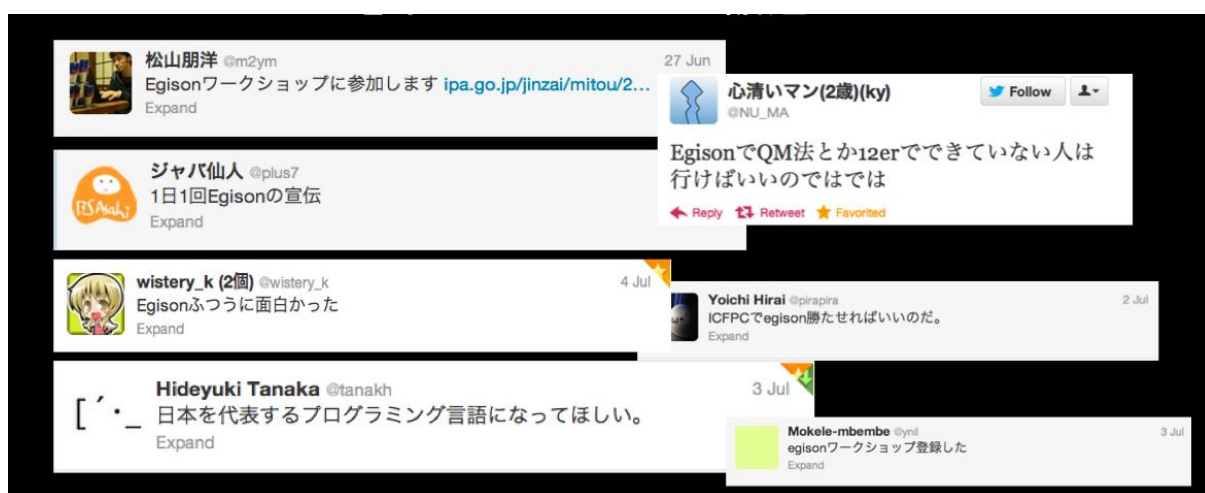 松山朋洋 @m2ym 27 Jun
Egisonワークショップに参加します ipa.go.jp/jinzai/mitou/2...
Expand
心清いマン(2歳)(ky) Follow
@NU_MA
EgisonでQM法とか12erでできていない人は
行けばいいのではでは
Reply Retweet Favorited
ジャバ仙人 @plus7
1日1回Egisonの宣伝
Expand
BSAsahi
wistery_k (2個) @wistery_k 4 Jul
Egisonふつうに面白かった
Expand
Yoichi Hirai @pirapira 2 Jul
ICFPCでegison勝たせればいいのだ。
Expand
Hideyuki Tanaka @tanakh 3 Jul
[´･_ 日本を代表するプログラミング言語になってほしい。
Expand
Mokele-mbembe @ynil 3 Jul
egisonワークショップ登録した
Expand